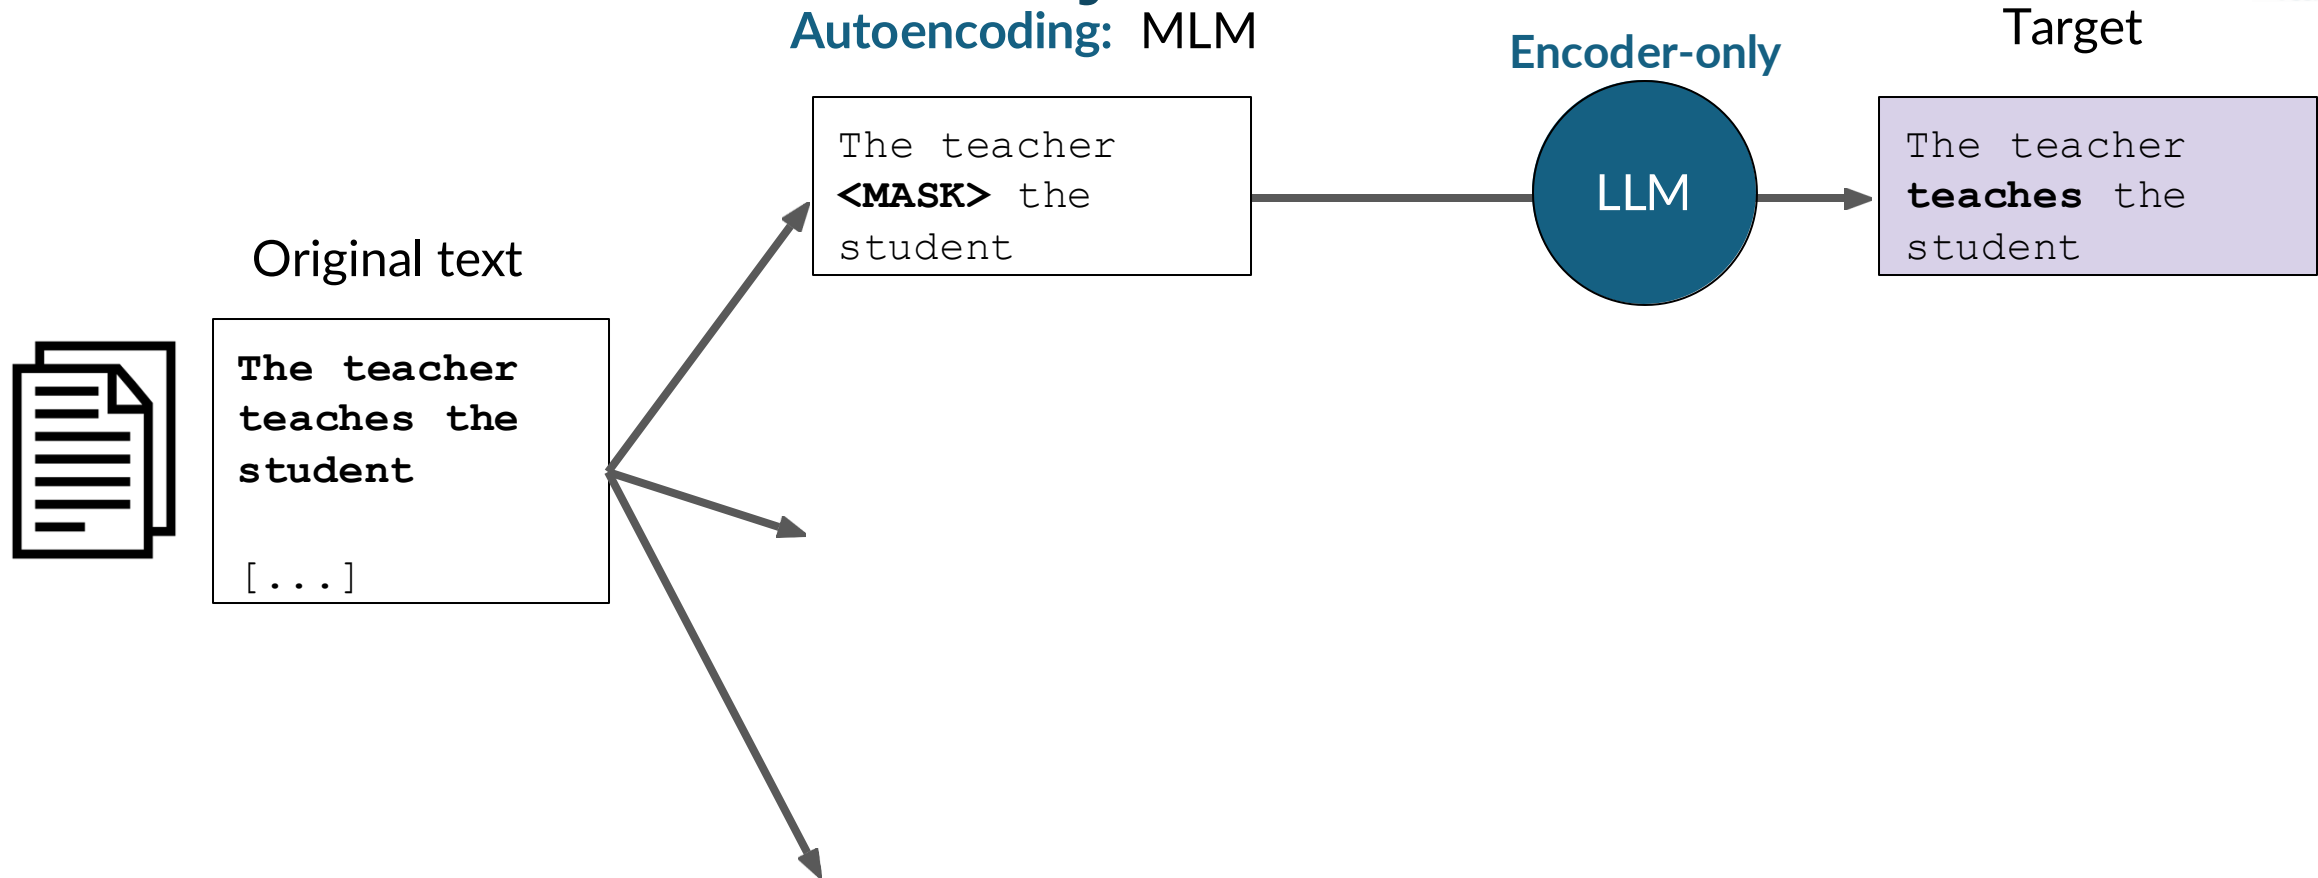 Autoencoding: MLM
Encoder-only
Target
The teacher
<MASK> the
student
LLM
The teacher
teaches the
student
Original text
The teacher
teaches the
student
[...]